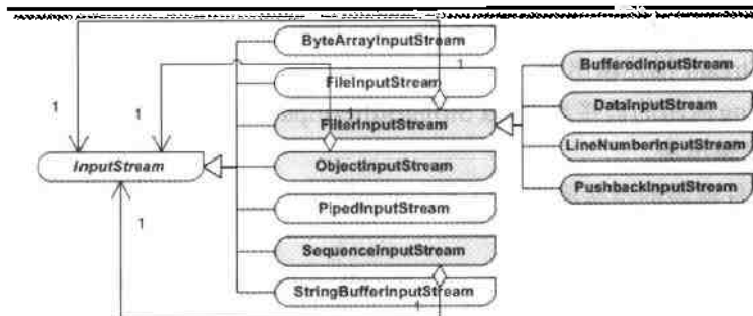 ByteArrayInputStream
1
FileInputStream
BufferedInputStream
1
1
1
FilterInputStream
DataInputStream
InputStream
ObjectInputStream
LineNumberInputStream
PipedInputStream
PushbackInputStream
1
SequenceInputStream
StringBufferInputStream
1